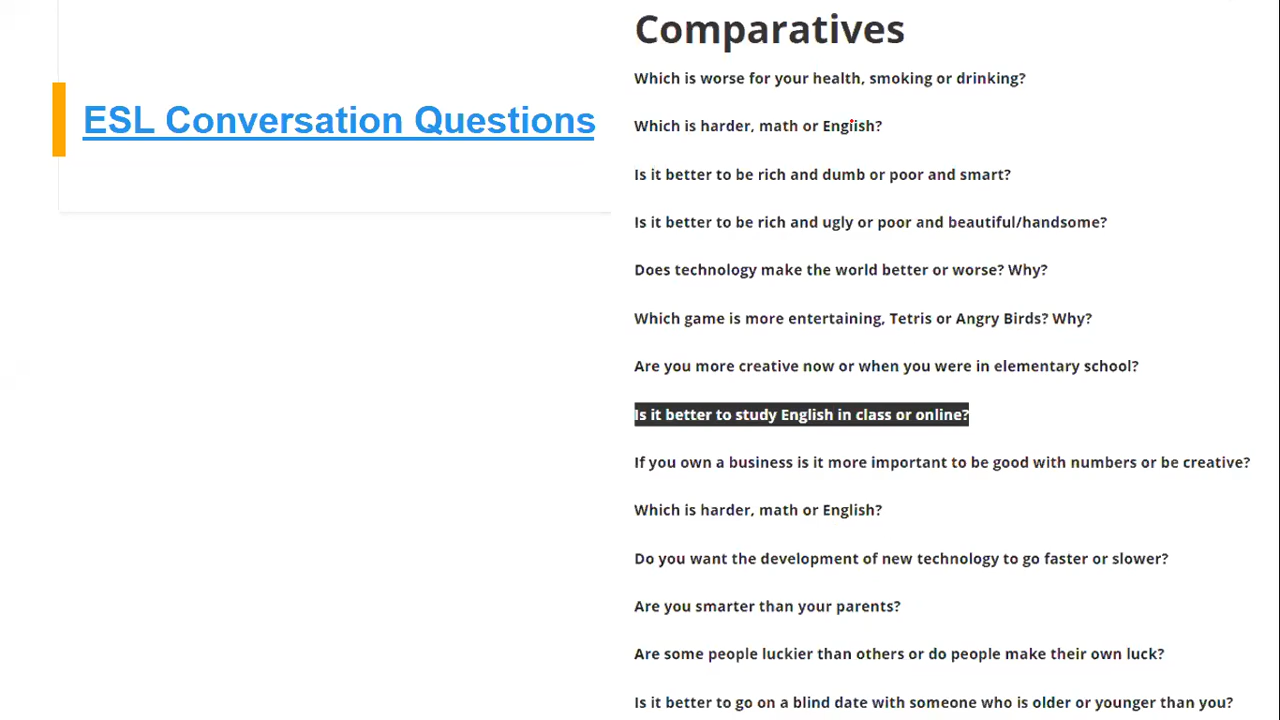 ESL Conversation Questions
Comparatives
Which is worse for your health, smoking or drinking?
Which is harder, math or English?
Is it better to be rich and dumb or poor and smart?
Is it better to be rich and ugly or poor and beautiful/handsome?
Does technology make the world better or worse? Why?
Which game is more entertaining, Tetris or Angry Birds? Why?
Are you more creative now or when you were in elementary school?
Is it better to study English in class or online?
If you own a business is it more important to be good with numbers or be creative?
Which is harder, math or English?
Do you want the development of new technology to go faster or slower?
Are you smarter than your parents?
Are some people luckier than others or do people make their own luck?
Is it better to go on a blind date with someone who is older or younger than you?